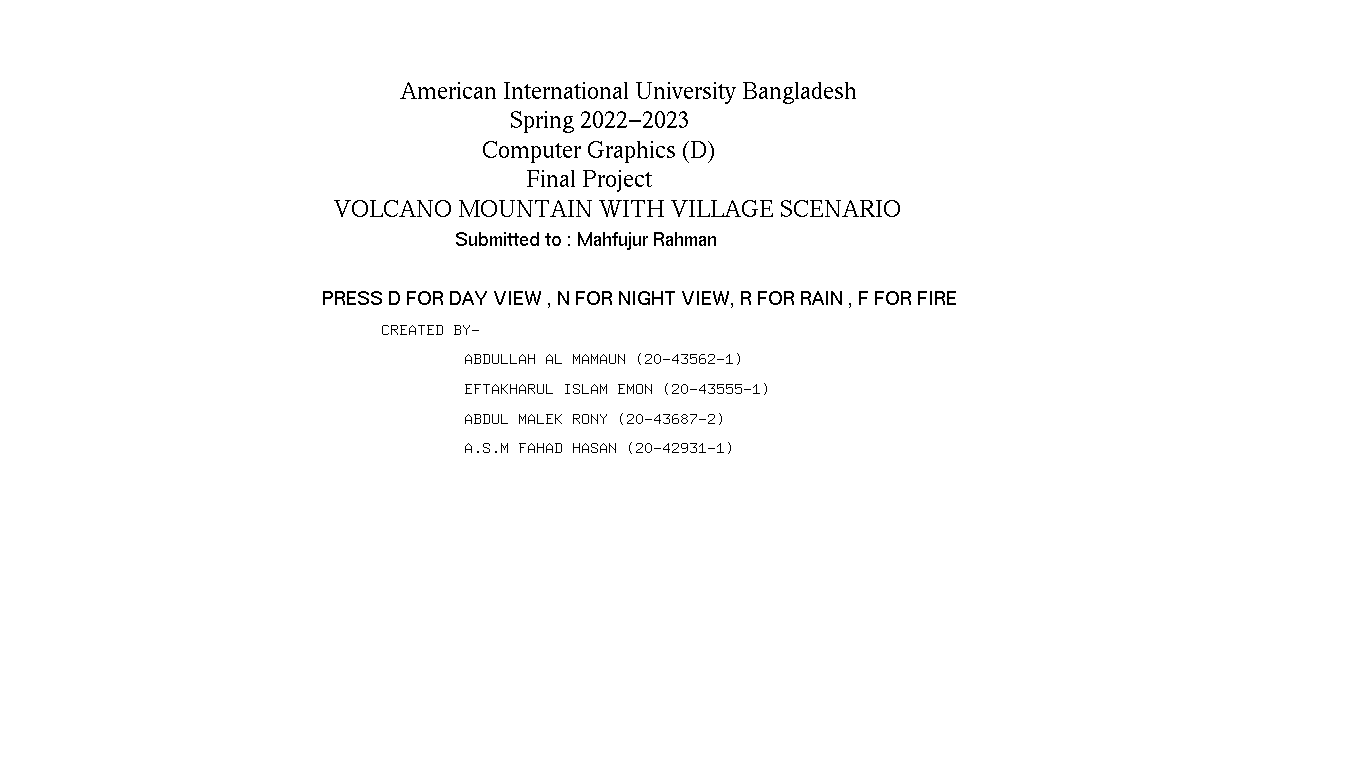 American International University Bangladesh
Spring 2022-2023
Computer Graphics (D)
Final Project
VOLCANO MOUNTAIN WITH VILLAGE SCENARIO
Submitted to : Mahfujur Rahman
PRESS D FOR DAY VIEW , N FOR NIGHT VIEW, R FOR RAIN , F FOR FIRE
CREATED BY-
ABDULLAH AL MAMAUN (20-43562-1)
EFTAKHARUL ISLAM EMON (20-43555-1)
ABDUL MALEK RONY (20-43687-2)
A.S.M FAHAD HASAN (20-42931-1)